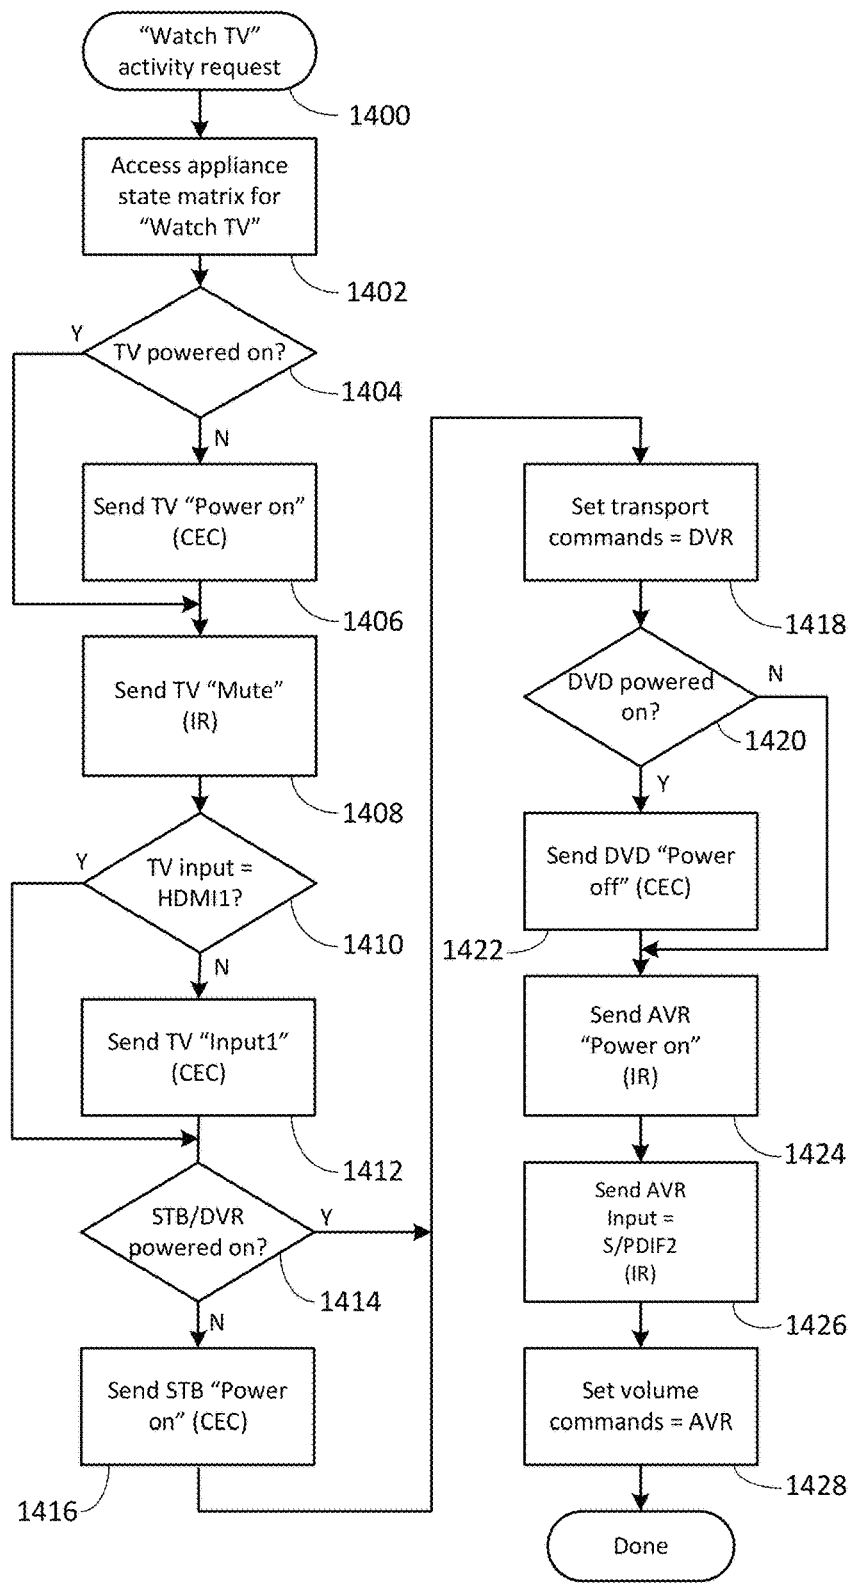 “Watch TV”
activity request
1400
Access appliance
state matrix for
“Watch TV”
1402
Y
TV powered on?
1404
N
Send TV “Power on”
(CEC)
1406
Send TV “Mute”
(IR)
1408
Y
TV input =
HDMI1?
1410
N
Send TV “Input1”
(CEC)
1412
STB/DVR
powered on?
Y
1414
N
Send STB “Power
on” (CEC)
1416
Set transport
commands = DVR
1418
DVD powered
on?
N
1420
Y
Send DVD “Power
off” (CEC)
1422
Send AVR
“Power on”
(IR)
1424
Send AVR
Input =
S/PDIF2
(IR)
1426
Set volume
commands = AVR
1428
Done